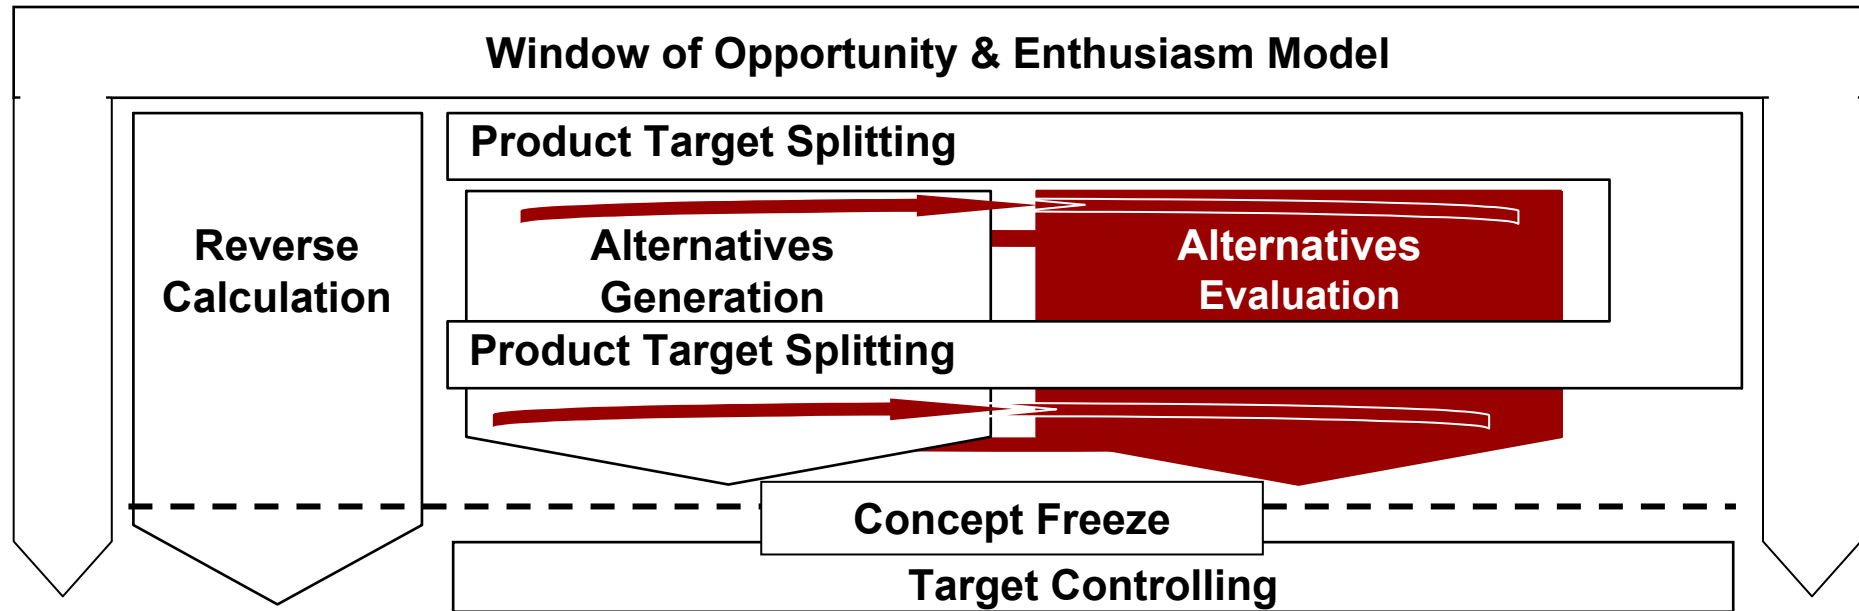 Window of Opportunity & Enthusiasm Model
Product Target Splitting
Reverse
Calculation
Alternatives
Generation
Alternatives
Evaluation
Product Target Splitting
Concept Freeze
Target Controlling